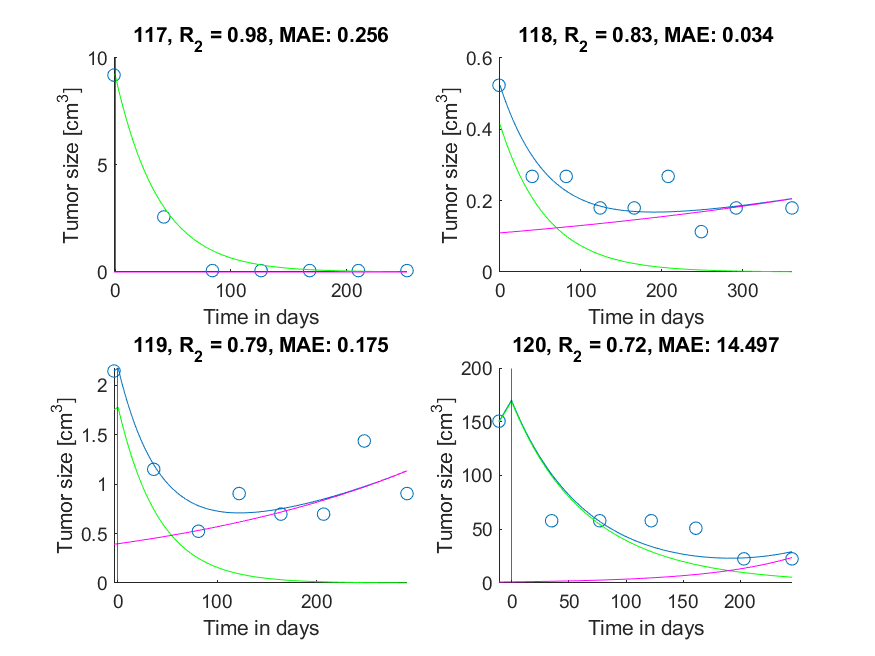 117, R2 = 0.98, MAE: 0.256
10
5
0
Tumor size [cm3]
0 100 200
Time in days
118, R2 = 0.83, MAE: 0.034
0.6
0.4
0.2
0
Tumor size [cm3]
0 100 200 300
Time in days
119, R2 = 0.79, MAE: 0.175
2
1.5
1
0.5
0
Tumor size [cm3]
0 100 200
Time in days
120, R2 = 0.72, MAE: 14.497
200
150
100
50
0
Tumor size [cm3]
0 50 100 150 200
Time in days